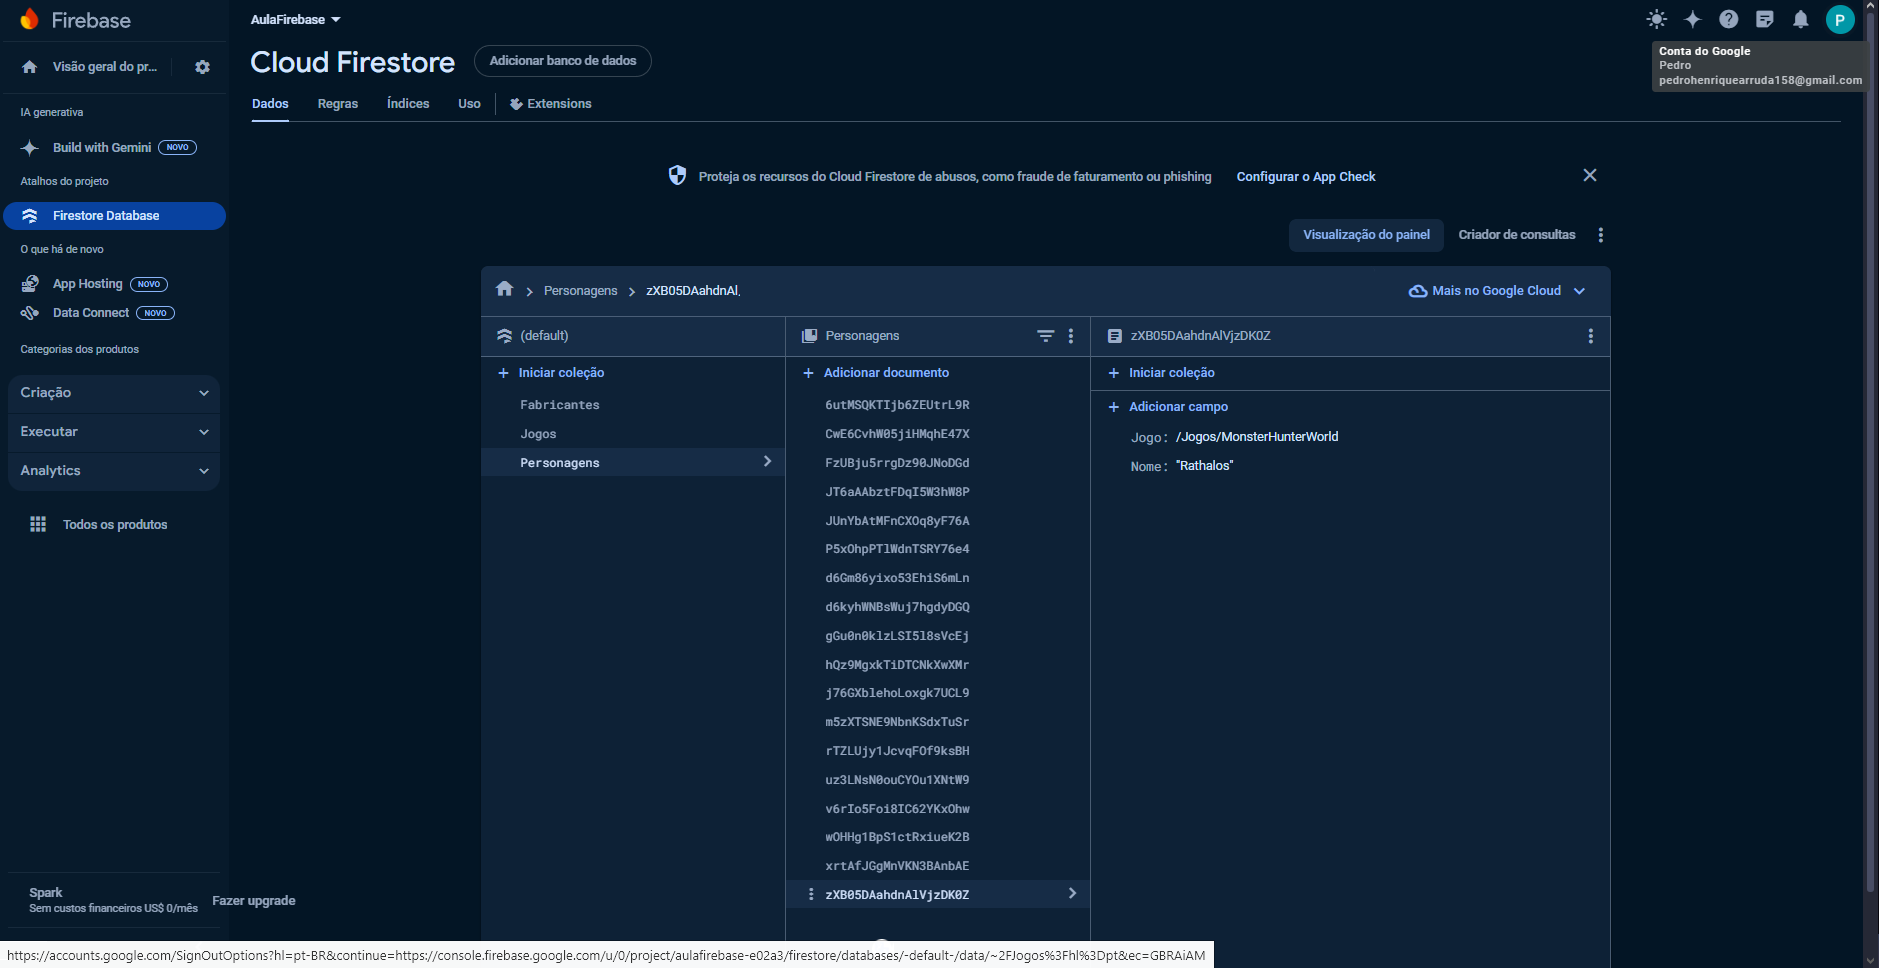 Firebase
Visão geral do pr...
IA generativa
Build with Gemini NOVO
Atalhos do projeto
Firestore Database
O que há de novo
App Hosting NOVO
Data Connect NOVO
Categorias dos produtos
Criação
Executar
Analytics
Todos os produtos
Spark
Sem custos financeiros US$ 0/mês
Fazer upgrade
AulaFirebase
Cloud Firestore
Adicionar banco de dados
Dados Regras Índices Uso Extensions
P
Conta do Google
Pedro
pedrohenriquearruda158@gmail.com
Proteja os recursos do Cloud Firestore de abusos, como fraude de faturamento ou phishing Configurar o App Check
Visualização do painel Criador de consultas
Personagens zXB05DAahdnAl.
Mais no Google Cloud
(default)
Iniciar coleção
Fabricantes
Jogos
Personagens
Personagens
Adicionar documento
6utMSQKTIjb6ZEUtrL9R
CwE6CvhW05jiHMqhE47X
FzUBju5rrgDz90JNoDGd
JT6aAAbztFDqI5W3hW8P
JUnYbAtMFnCXOq8yF76A
P5xOhpPTlWdnTSRY76e4
d6Gm86yixo53EhiS6mLn
d6kyhWNBsWuj7hgdyDGQ
gGu0n0klzLSI5l8sVcEj
hQz9MgxkTiDTCNkXwXMr
j76GXblehoLoxgk7UCL9
m5zXTSNE9NbnKSdxTuSr
rTZLUjy1JcvqFOf9ksBH
uz3LNsN0ouCYOu1XNtW9
v6rIo5Foi8IC62YKxOhw
wOHHg1BpS1ctRxiueK2B
xrtAfJGgMnVKN3BAnbAE
zXB05DAahdnAlVjzDK0Z
zXB05DAahdnAlVjzDK0Z
Iniciar coleção
Adicionar campo
Jogo: /Jogos/MonsterHunterWorld
Nome: "Rathalos"
https://accounts.google.com/SignOutOptions?hl=pt-BR&continue=https://console.firebase.google.com/u/0/project/aulafirebase-e02a3/firestore/databases/-default-/data/~2FJogos%3Fhl%3Dpt&ec=GBRAiAM